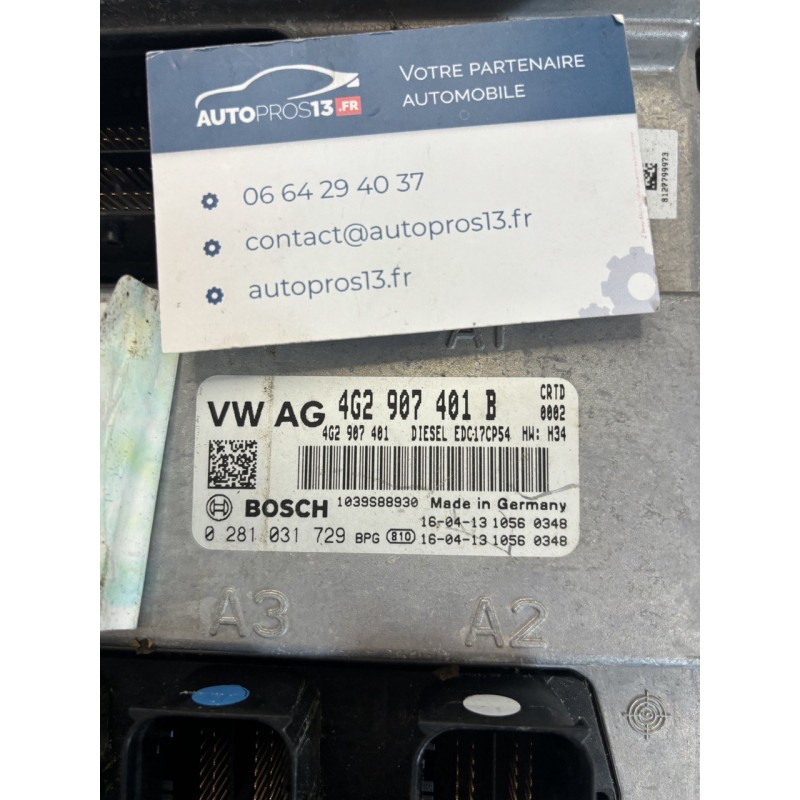 AUTOPROS13.FR
VOTRE PARTENAIRE
AUTOMOBILE
06 64 29 40 37
contact@autopros13.fr
autopros13.fr
8129799973
A1
VW AG 4G2 907 401 B CRTD
0002
4G2 907 401 DIESEL EDC17CP54 HW: H34
BOSCH 1039S88930 Made in Germany
16-04-13 1056 0348
0 281 031 729 BPG 810 16-04-13 1056 0348
A3 A2